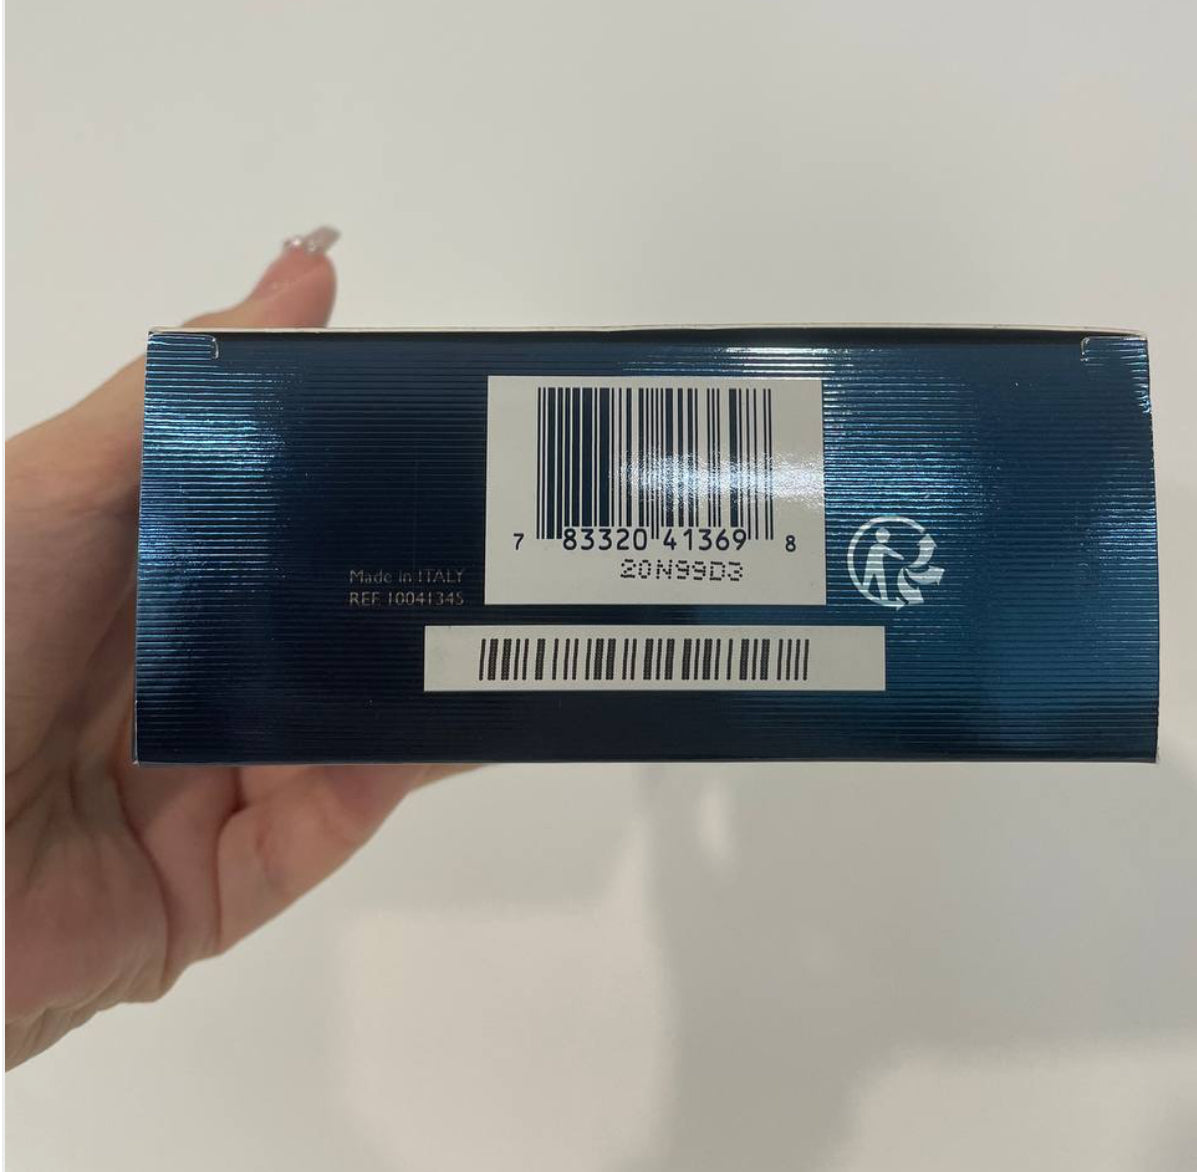 7 83320 41369 8
20N99D3
Made in ITALY
REF. 10041345